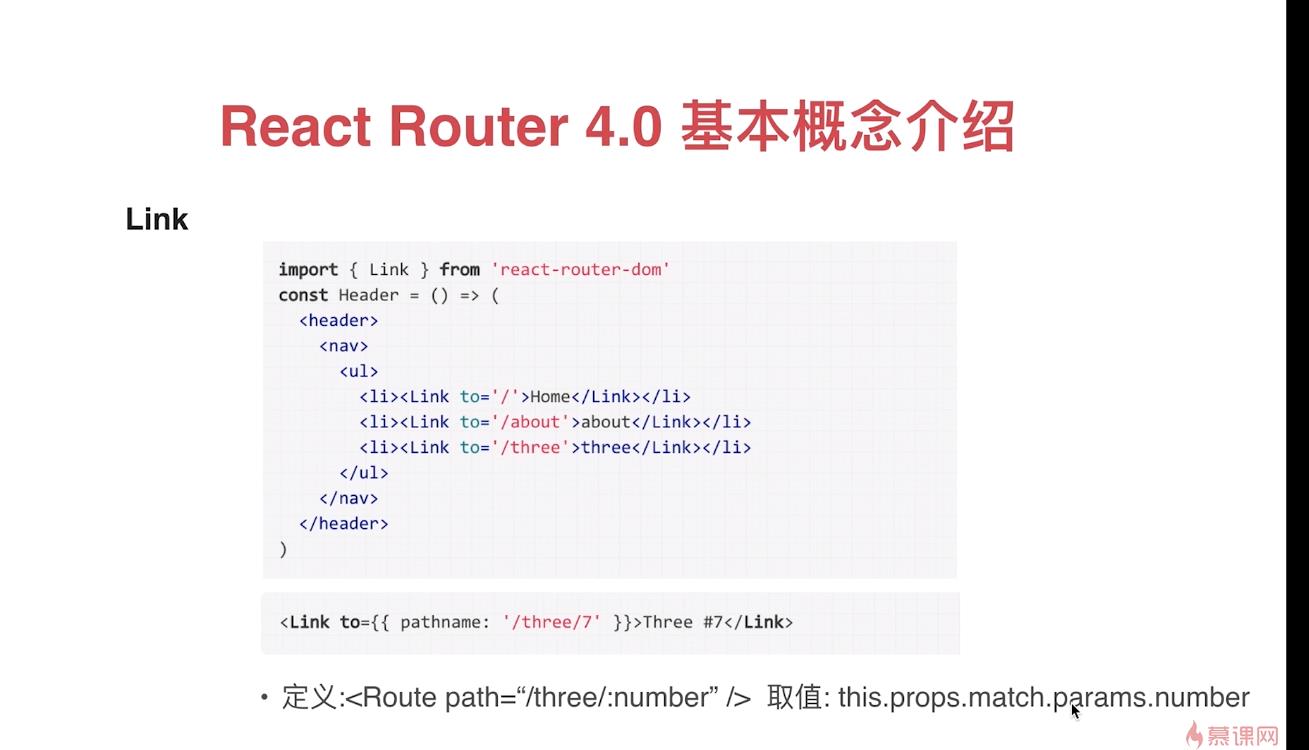 React Router 4.0 基本概念介绍
Link
import { Link } from 'react-router-dom'
const Header = () => (
  <header>
    <nav>
      <ul>
        <li><Link to='/'>Home</Link></li>
        <li><Link to='/about'>about</Link></li>
        <li><Link to='/three'>three</Link></li>
      </ul>
    </nav>
  </header>
)
<Link to={{ pathname: '/three/7' }}>Three #7</Link>
• 定义:<Route path=“/three/:number” />  取值: this.props.match.params.number
慕课网